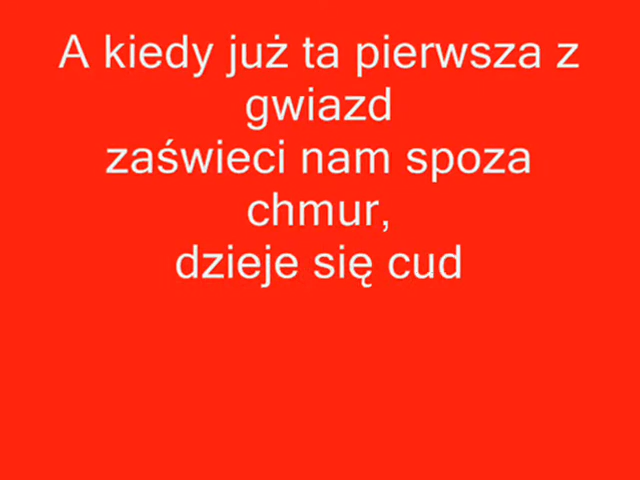 A kiedy już ta pierwsza z
gwiazd
zaświeci nam spoza
chmur,
dzieje się cud